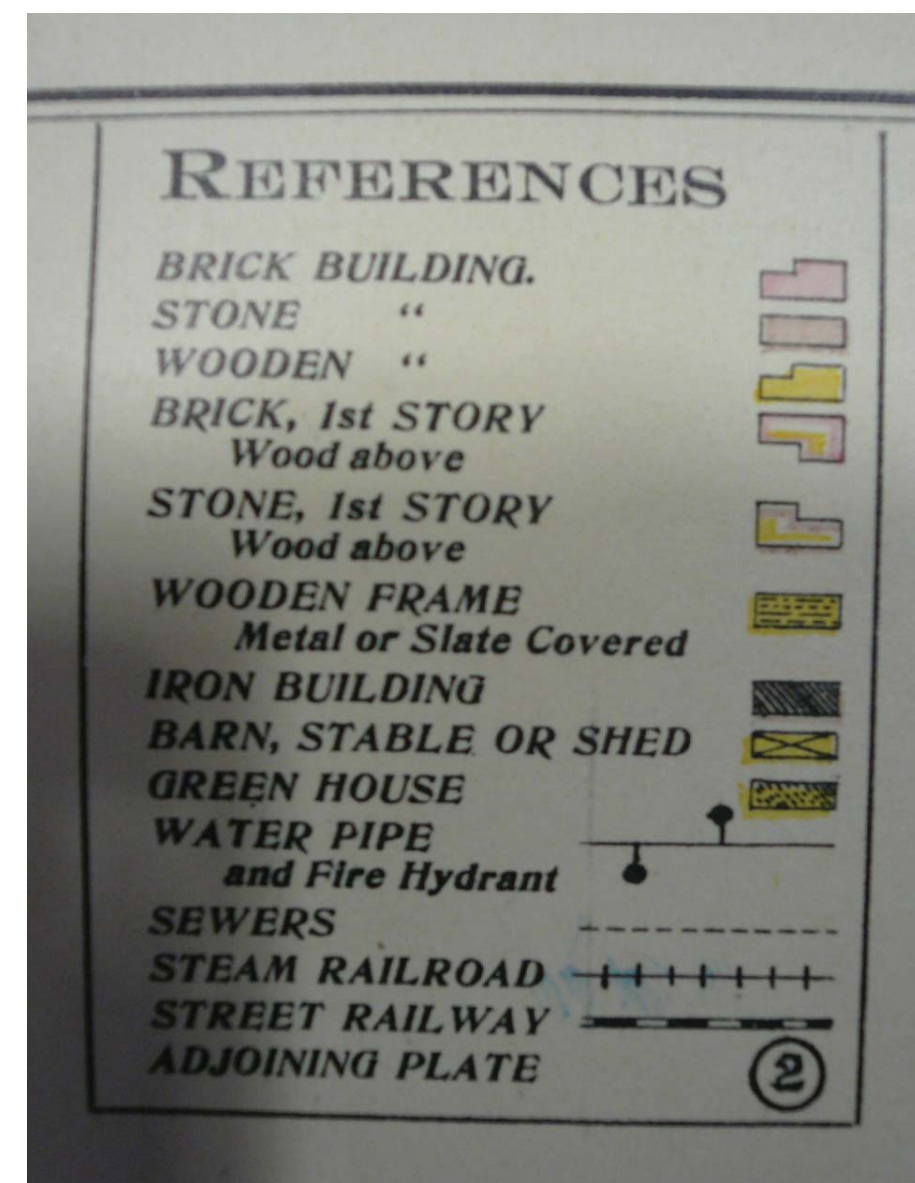 REFERENCES
BRICK BUILDING.
STONE “
WOODEN “
BRICK, 1st STORY
Wood above
STONE, 1st STORY
Wood above
WOODEN FRAME
Metal or Slate Covered
IRON BUILDING
BARN, STABLE OR SHED
GREEN HOUSE
WATER PIPE
and Fire Hydrant
SEWERS
STEAM RAILROAD
STREET RAILWAY
ADJOINING PLATE 2